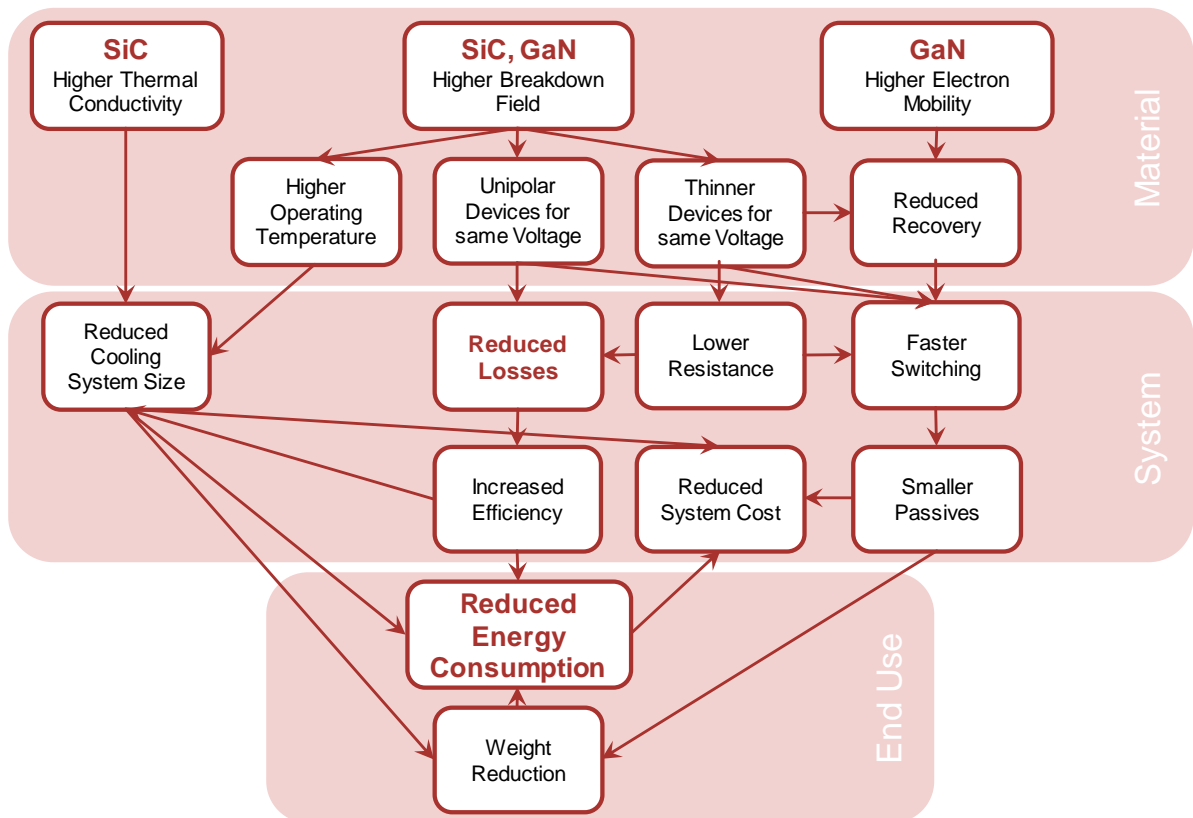 SiC
Higher Thermal
Conductivity
SiC, GaN
Higher Breakdown
Field
GaN
Higher Electron
Mobility
Material
Higher
Operating
Temperature
Unipolar
Devices for
same Voltage
Thinner
Devices for
same Voltage
Reduced
Recovery
System
Reduced
Cooling
System Size
Reduced
Losses
Lower
Resistance
Faster
Switching
Increased
Efficiency
Reduced
System Cost
Smaller
Passives
End Use
Reduced
Energy
Consumption
Weight
Reduction